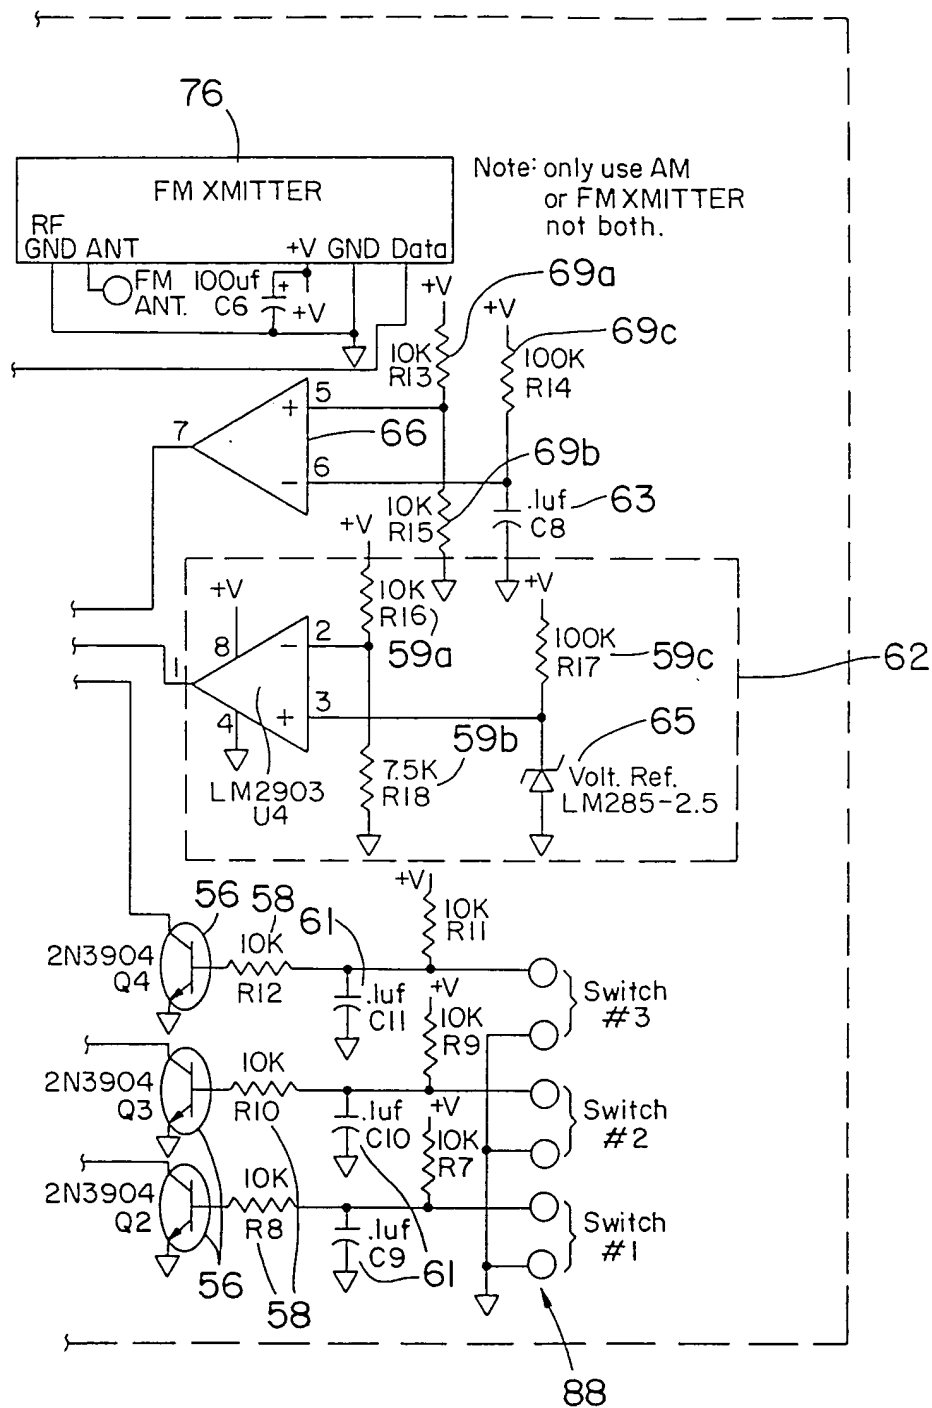 76
FM XMITTER
RF
GND ANT
+V GND Data
Note: only use AM
or FM XMITTER
not both.
FM
ANT.
100uf
C6
+
+V
+V
69a
10K
R13
+V
69c
100K
R14
7
+
5
66
−
6
69b
10K
R15
.1uf
C8
63
+V
10K
R16
59a
+V
+V
8
−
2
1
4
+
3
100K
R17
59c
62
59b
65
LM2903
U4
7.5K
R18
Volt. Ref.
LM285-2.5
56
58
61
+V
10K
R11
2N3904
Q4
10K
R12
.1uf
C11
Switch
#3
+V
10K
R9
2N3904
Q3
10K
R10
.1uf
C10
Switch
#2
+V
10K
R7
2N3904
Q2
10K
R8
.1uf
C9
Switch
#1
56
58
61
88